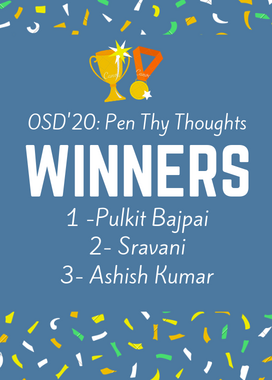 OSD'20: Pen Thy Thoughts
WINNERS
1 -Pulkit Bajpai
2- Sravani
3- Ashish Kumar